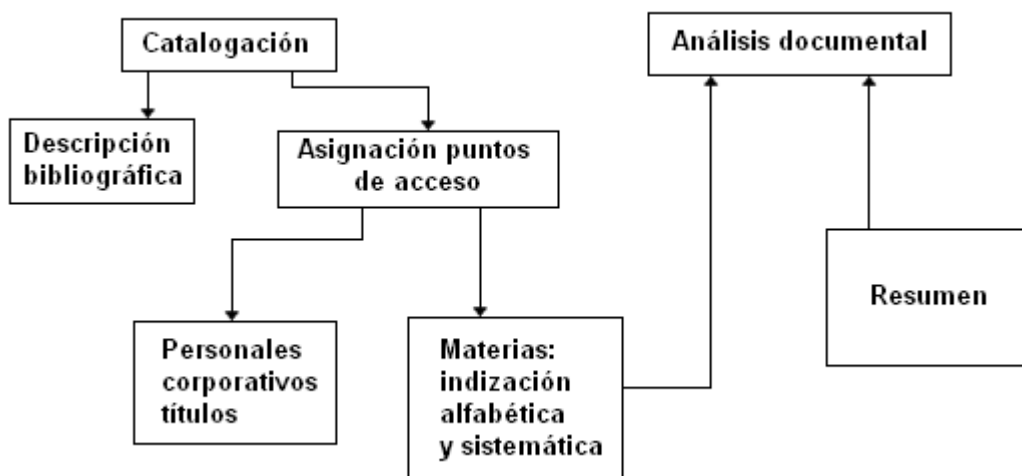 Catalogación
Análisis documental
Descripción
bibliográfica
Asignación puntos
de acceso
Resumen
Personales
corporativos
títulos
Materias:
indización
alfabética
y sistemática